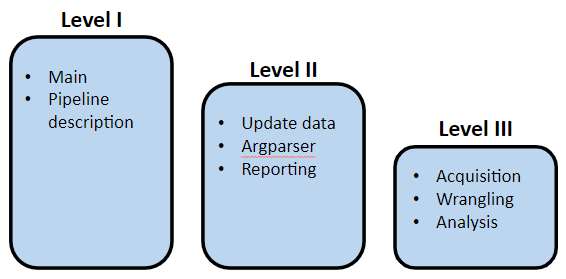 Level I
• Main
• Pipeline
description
Level II
• Update data
• Argparser
• Reporting
Level III
• Acquisition
• Wrangling
• Analysis